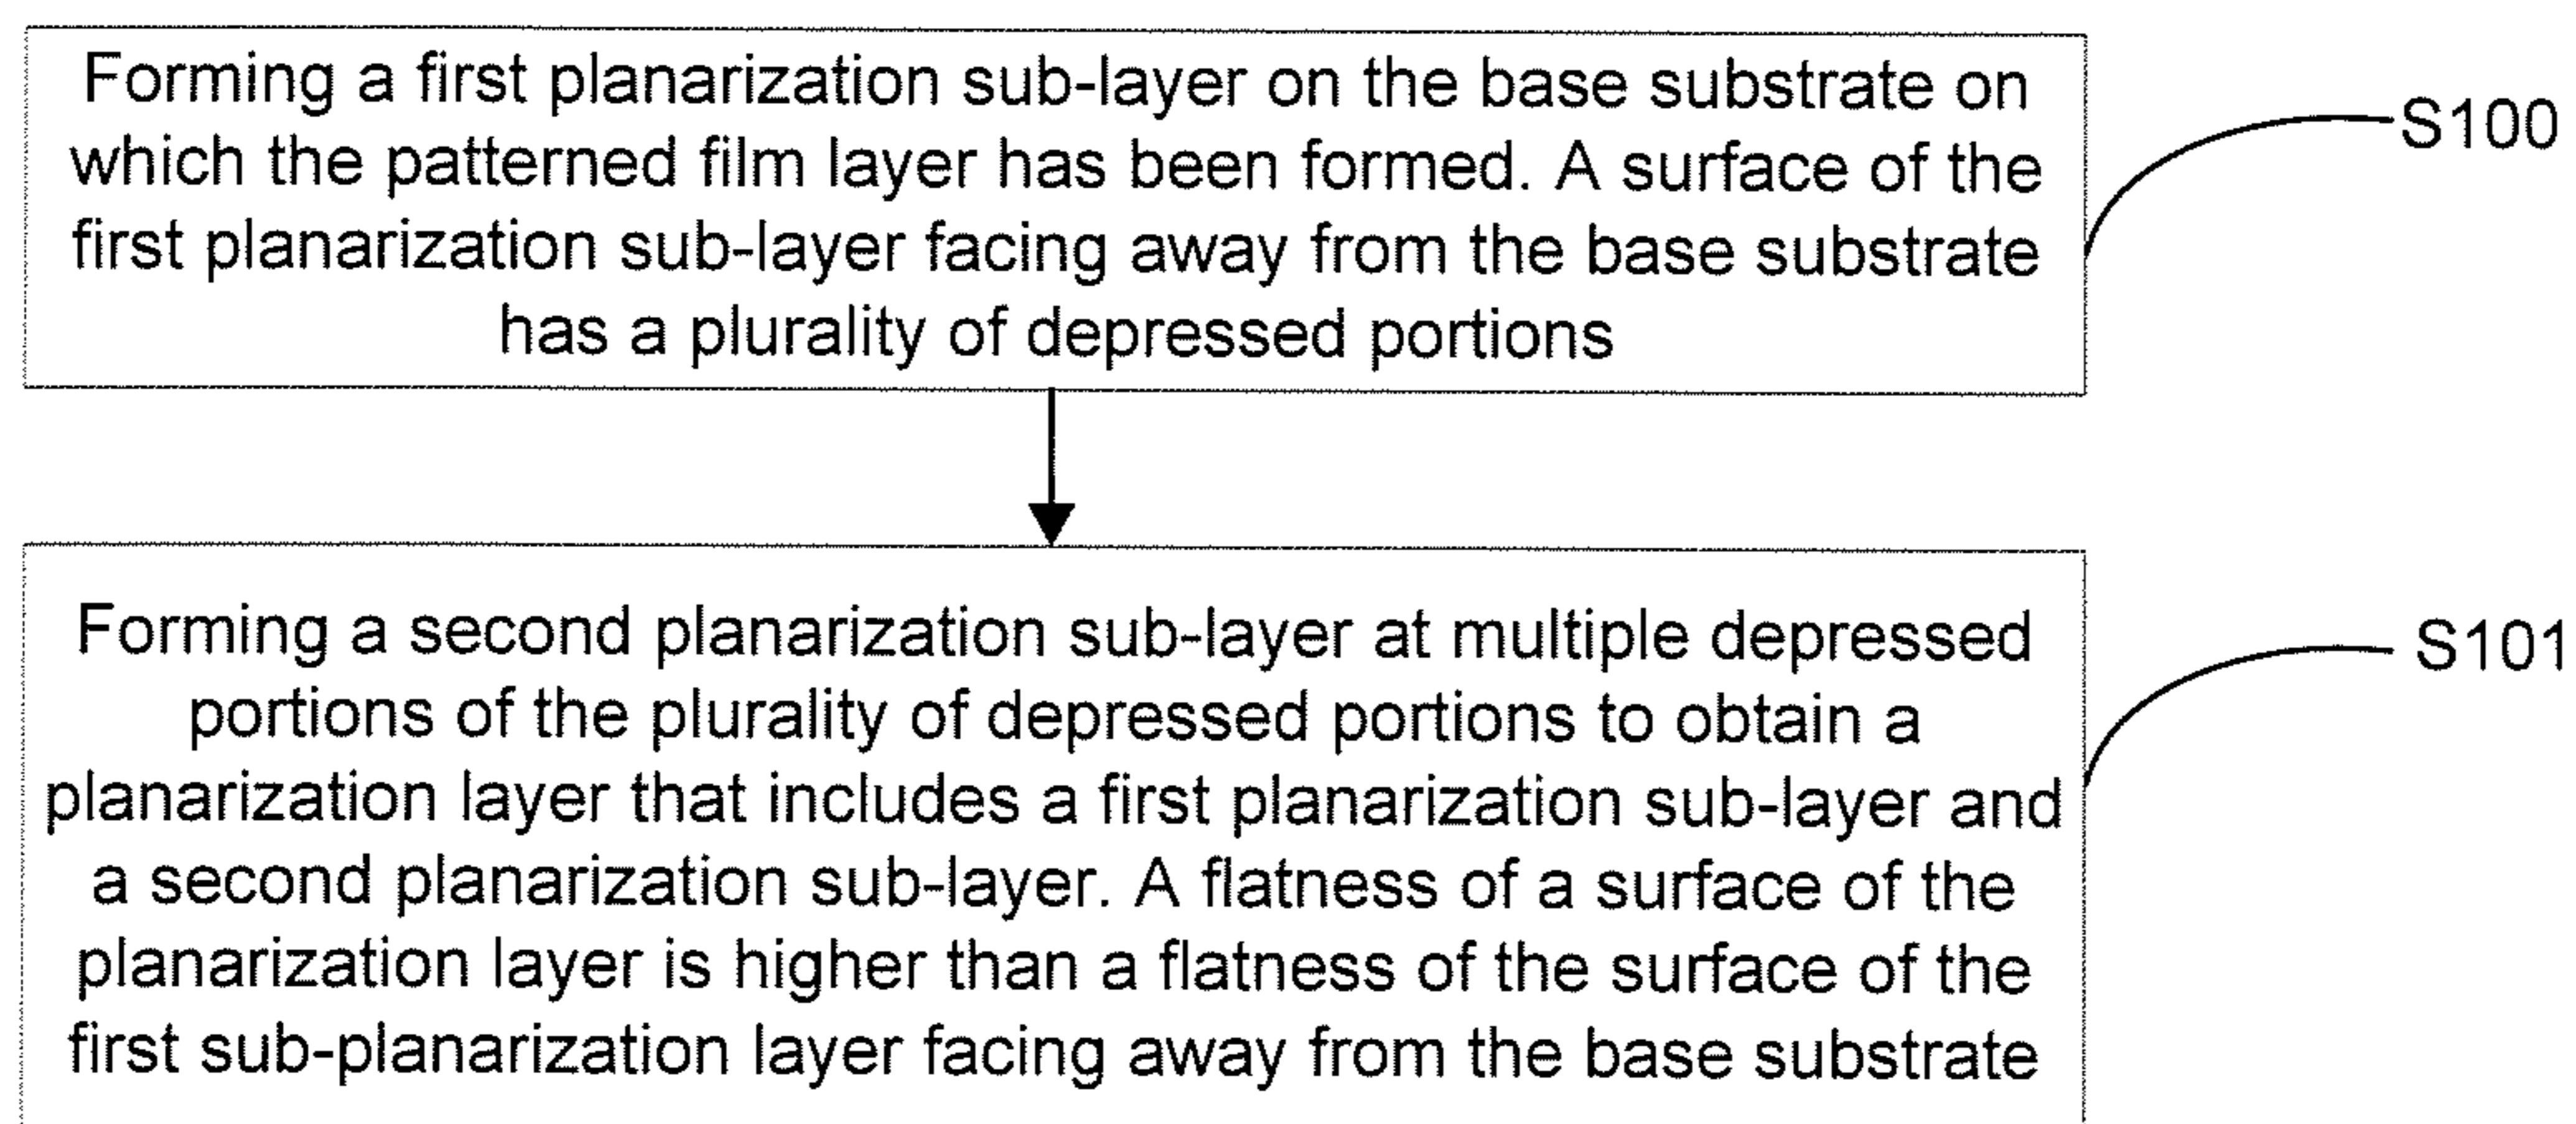 Forming a first planarization sub-layer on the base substrate on
which the patterned film layer has been formed. A surface of the
first planarization sub-layer facing away from the base substrate
has a plurality of depressed portions
S100
Forming a second planarization sub-layer at multiple depressed
portions of the plurality of depressed portions to obtain a
planarization layer that includes a first planarization sub-layer and
a second planarization sub-layer. A flatness of a surface of the
planarization layer is higher than a flatness of the surface of the
first sub-planarization layer facing away from the base substrate
S101